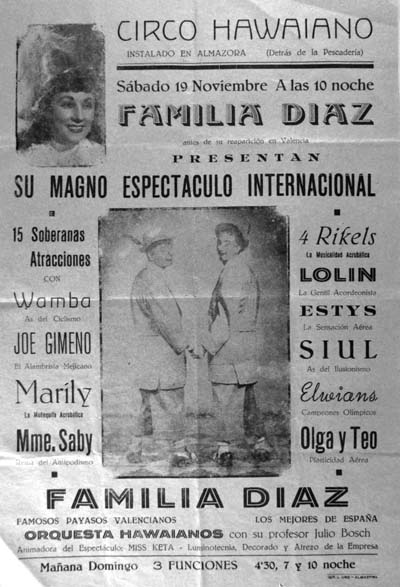 CIRCO HAWAIANO
INSTALADO EN ALMAZORA (Detrás de la Pescadería)
Sábado 19 Noviembre A las 10 noche
FAMILIA DIAZ
antes de su reaparición en Valencia
PRESENTAN
SU MAGNO ESPECTACULO INTERNACIONAL
EN
15 Soberanas
Atracciones
CON
Wamba
As del Ciclismo
JOE GIMENO
El Alambrista Mejicano
Marily
La Muñequita Acrobática
Mme. Saby
Reina del Antipodismo
4 Rikels
La Musicalidad Acrobática
LOLIN
La Gentil Acordeonista
ESTYS
La Sensación Aérea
SIUL
As del Ilusionismo
Elwians
Campeones Olímpicos
Olga y Teo
Plasticidad Aérea
FAMILIA DIAZ
FAMOSOS PAYASOS VALENCIANOS LOS MEJORES DE ESPAÑA
ORQUESTA HAWAIANOS con su profesor Julio Bosch
Animadora del Espectáculo: MISS KETA - Luminotecnia, Decorado y Atrezo de la Empresa
Mañana Domingo 3 FUNCIONES 4'30, 7 y 10 noche